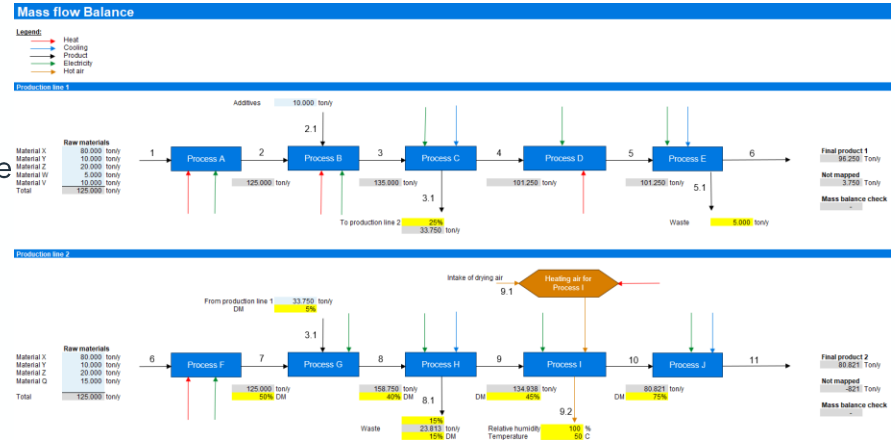 Mass flow Balance
Legend:
Heat
Cooling
Product
Electricity
Hot air
Production line 1
Additives 10.000 ton/y
2.1
Raw materials
Material X 80.000 ton/y
Material Y 10.000 ton/y
Material Z 20.000 ton/y
Material W 5.000 ton/y
Material V 10.000 ton/y
Total 125.000 ton/y
e
1 Process A 2 Process B 3 Process C 4 Process D 5 Process E 6
125.000 ton/y 135.000 ton/y 101.250 ton/y 101.250 ton/y
3.1
5.1
To production line 2 25%
33.750 ton/y
Waste 5.000 ton/y
Final product 1
96.250 ton/y
Not mapped
3.750 ton/y
Mass balance check
-
Production line 2
Intake of drying air
9.1
Heating air for
Process I
From production line 1 33.750 ton/y
DM 5%
3.1
Raw materials
Material X 80.000 ton/y
Material Y 10.000 ton/y
Material Z 20.000 ton/y
Material Q 15.000 ton/y
Total 125.000 ton/y
6 Process F 7 Process G 8 Process H 9 Process I 10 Process J 11
125.000 ton/y 158.750 ton/y 134.938 ton/y 80.821 ton/y
50% DM 40% DM DM 45% DM 75%
8.1
9.2
15%
Waste 23.813 ton/y
15% DM
Relative humidity 100 %
Temperature 50 C
Final product 2
80.821 Ton/y
Not mapped
-821 Ton/y
Mass balance check
-